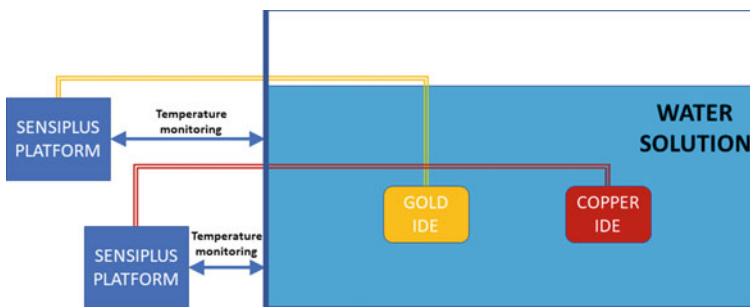 SENSIPLUS
PLATFORM
Temperature
monitoring
WATER
SOLUTION
GOLD
IDE
COPPER
IDE
SENSIPLUS
PLATFORM
Temperature
monitoring